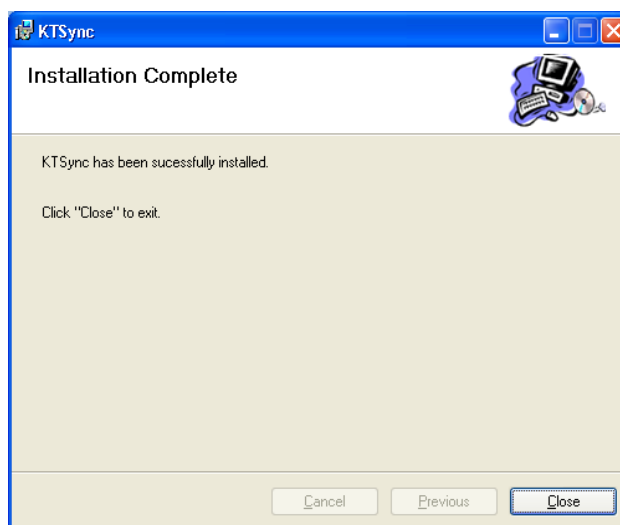 KTSync
Installation Complete
KTSync has been sucessfully installed.
Click "Close" to exit.
Cancel
Previous
Close